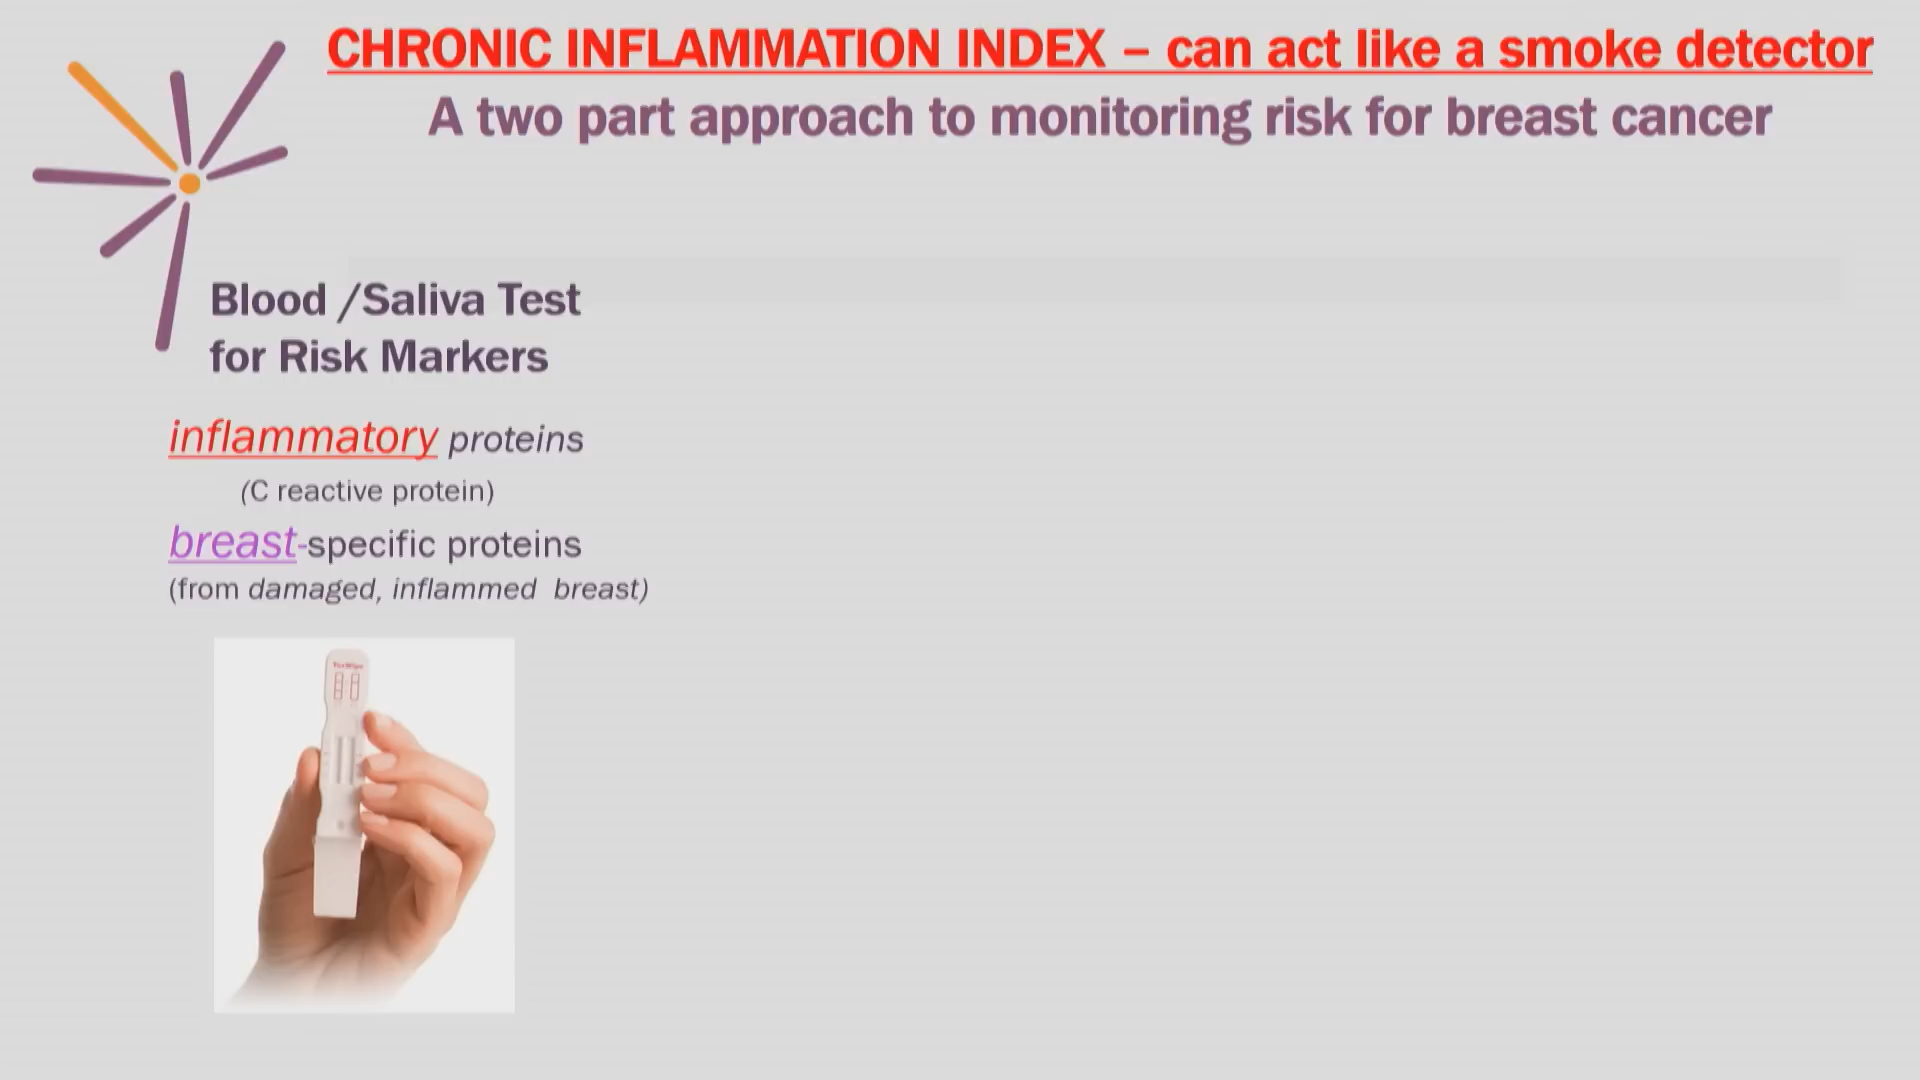 CHRONIC INFLAMMATION INDEX – can act like a smoke detector
A two part approach to monitoring risk for breast cancer
Blood /Saliva Test
for Risk Markers
inflammatory proteins
(C reactive protein)
breast-specific proteins
(from damaged, inflammed breast)